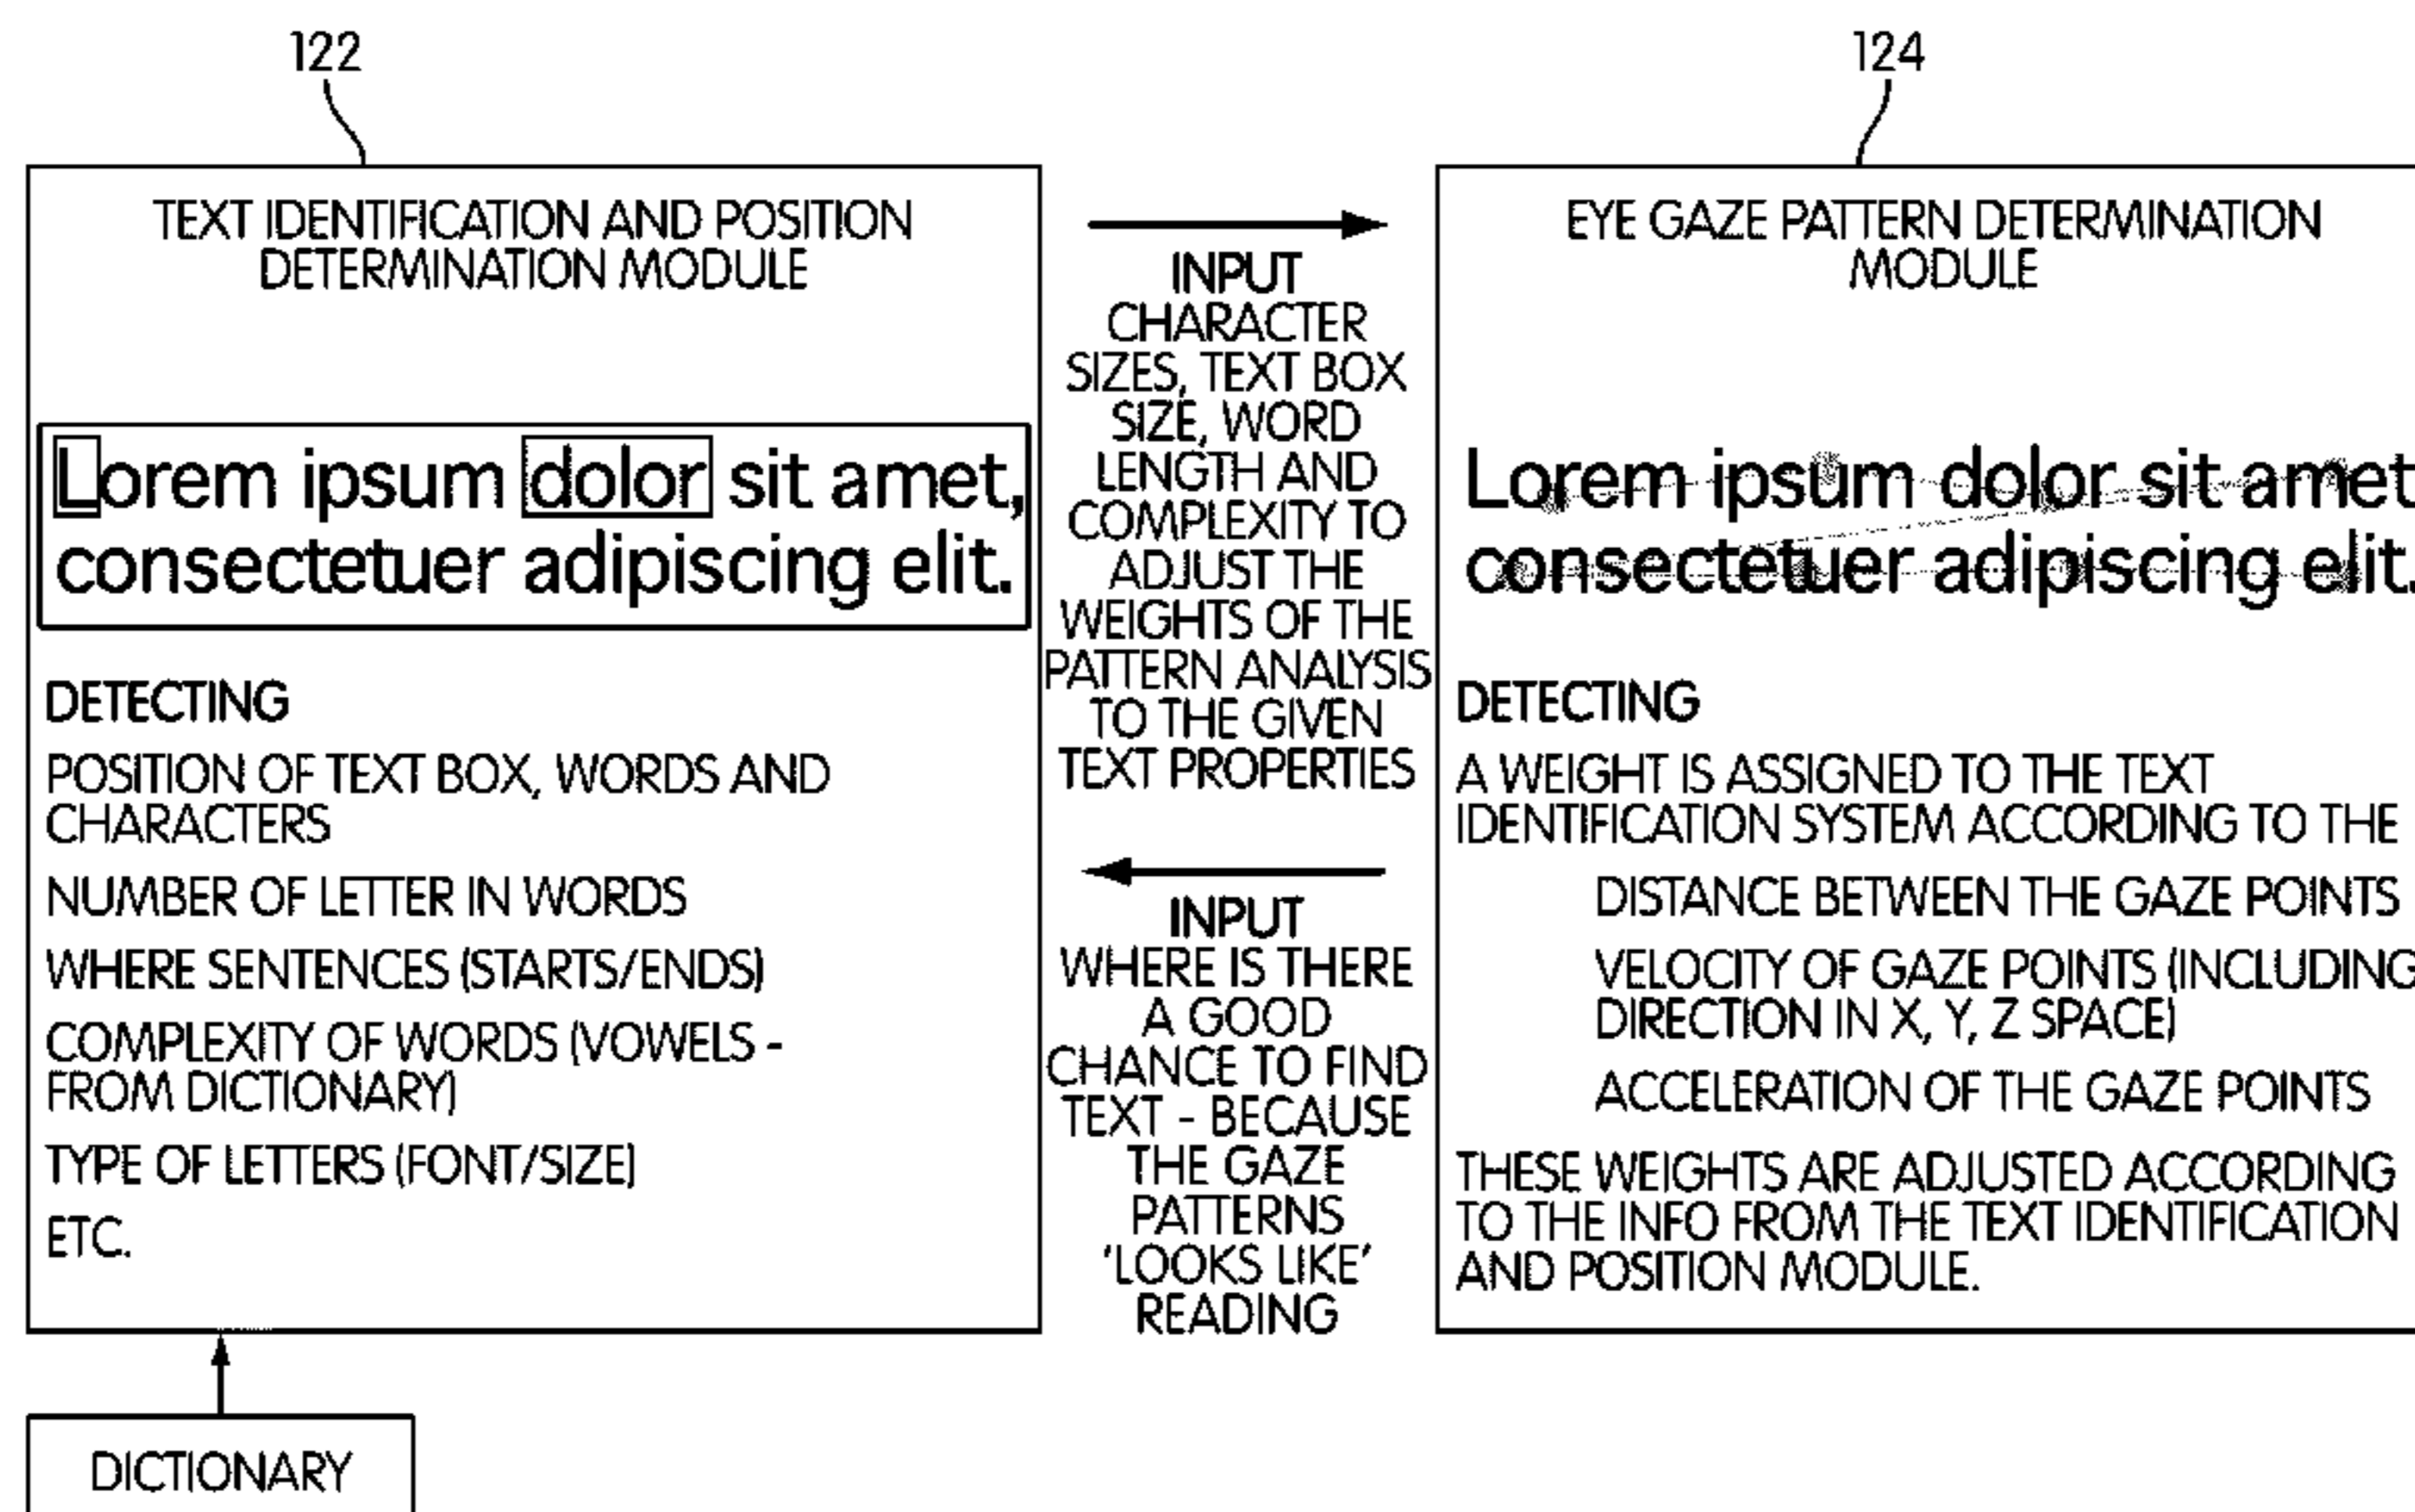 122
124
TEXT IDENTIFICATION AND POSITION
DETERMINATION MODULE
Lorem ipsum dolor sit amet,
consectetuer adipiscing elit.
DETECTING
POSITION OF TEXT BOX, WORDS AND
CHARACTERS
NUMBER OF LETTER IN WORDS
WHERE SENTENCES (STARTS/ENDS)
COMPLEXITY OF WORDS (VOWELS -
FROM DICTIONARY)
TYPE OF LETTERS (FONT/SIZE)
ETC.
DICTIONARY
INPUT
CHARACTER
SIZES, TEXT BOX
SIZE, WORD
LENGTH AND
COMPLEXITY TO
ADJUST THE
WEIGHTS OF THE
PATTERN ANALYSIS
TO THE GIVEN
TEXT PROPERTIES
INPUT
WHERE IS THERE
A GOOD
CHANCE TO FIND
TEXT - BECAUSE
THE GAZE
PATTERNS
'LOOKS LIKE'
READING
EYE GAZE PATTERN DETERMINATION
MODULE
Lorem ipsum dolor sit amet
consectetuer adipiscing elit.
DETECTING
A WEIGHT IS ASSIGNED TO THE TEXT
IDENTIFICATION SYSTEM ACCORDING TO THE
DISTANCE BETWEEN THE GAZE POINTS
VELOCITY OF GAZE POINTS (INCLUDING
DIRECTION IN X, Y, Z SPACE)
ACCELERATION OF THE GAZE POINTS
THESE WEIGHTS ARE ADJUSTED ACCORDING
TO THE INFO FROM THE TEXT IDENTIFICATION
AND POSITION MODULE.